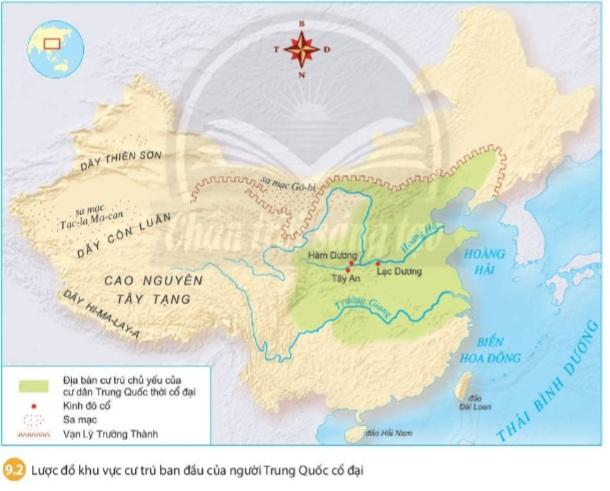 B
T
Đ
N
DÃY THIÊN SƠN
sa mạc Gô-bi
sa mạc
Tac-la Ma-can
DÃY CÔN LUÂN
Hoàng Hà
Hàm Dương
HOÀNG
HẢI
Lạc Dương
Tây An
CAO NGUYÊN
TÂY TẠNG
Trường Giang
DÃY HI-MA-LAY-A
BIỂN
HOA ĐÔNG
THÁI BÌNH DƯƠNG
đảo
Đài Loan
đảo Hải Nam
Địa bàn cư trú chủ yếu của
cư dân Trung Quốc thời cổ đại
Kinh đô cổ
Sa mạc
Vạn Lý Trường Thành
9.2 Lược đồ khu vực cư trú ban đầu của người Trung Quốc cổ đại